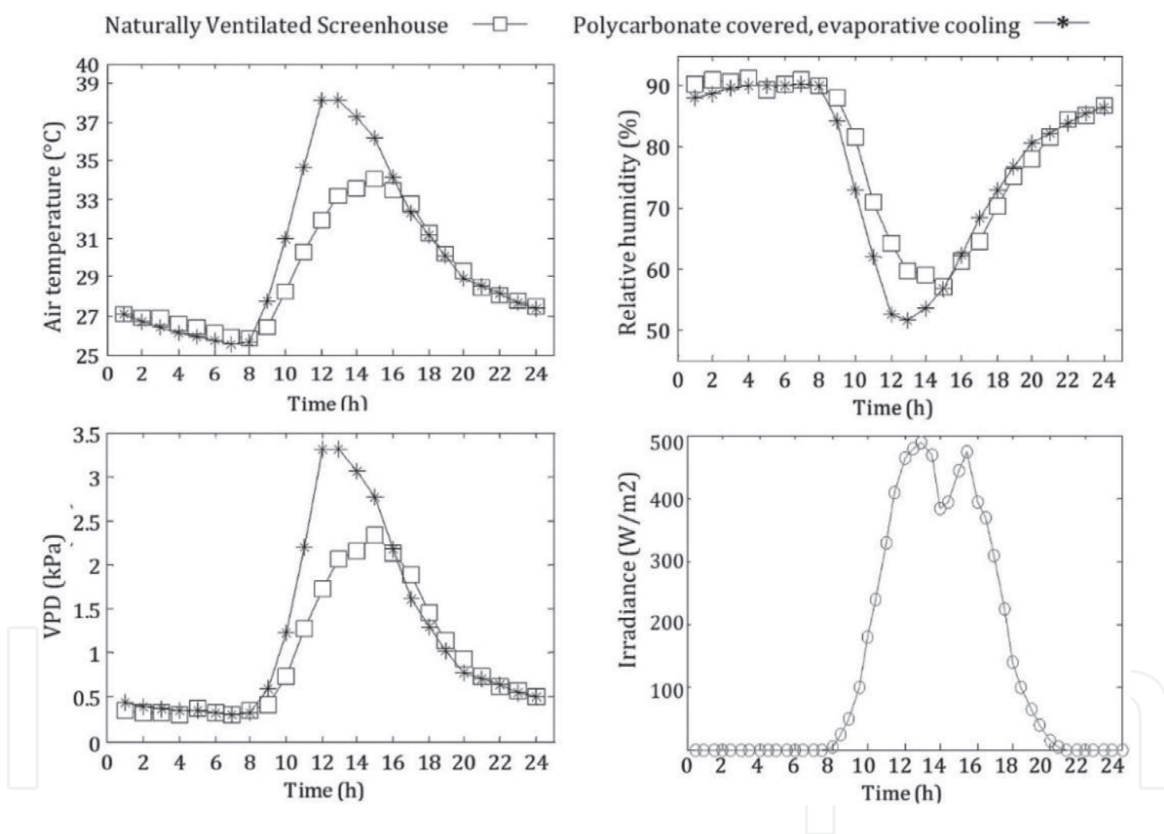 Naturally Ventilated Screenhouse Polycarbonate covered, evaporative cooling
Air temperature (°C)
40
39
37
35
33
31
29
27
25
0 2 4 6 8 10 12 14 16 18 20 22 24
Time (h)
Relative humidity (%)
90
80
70
60
50
0 2 4 6 8 10 12 14 16 18 20 22 24
Time (h)
VPD (kPa)
3.5
3
2.5
2
1.5
1
0.5
0
0 2 4 6 8 10 12 14 16 18 20 22 24
Time (h)
Irradiance (W/m2)
500
400
300
200
100
0 2 4 6 8 10 12 14 16 18 20 22 24
Time (h)